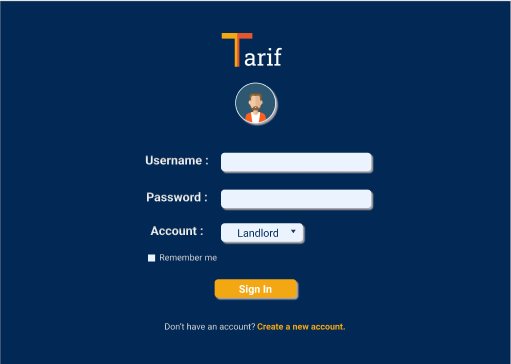 Tarif
Username :
Password :
Account :
Landlord
Remember me
Sign In
Don't have an account? Create a new account.